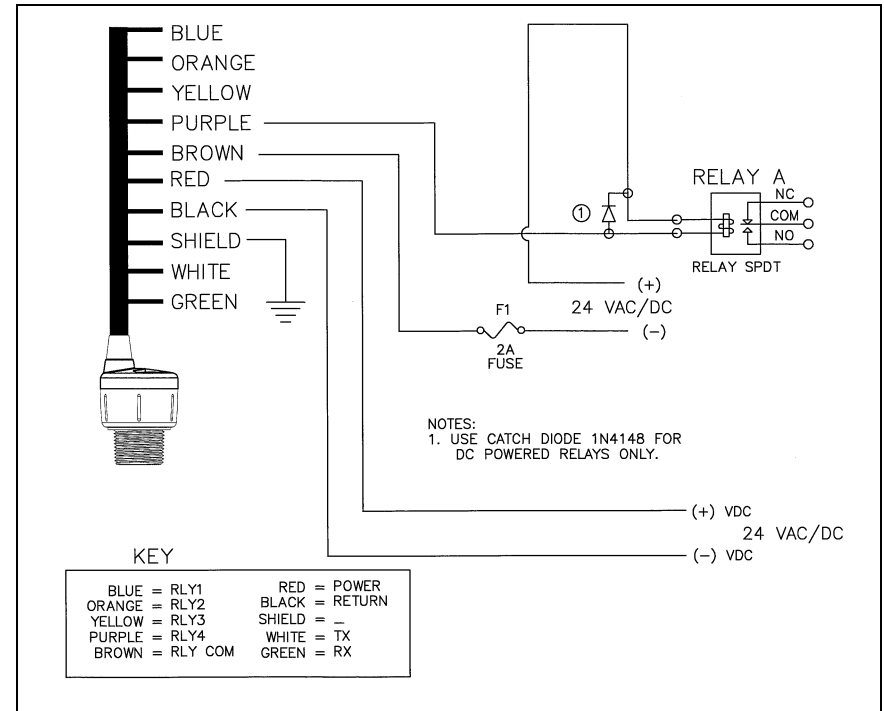 BLUE
ORANGE
YELLOW
PURPLE
BROWN
RED
BLACK
SHIELD
WHITE
GREEN
RELAY A
NC
COM
NO
1
RELAY SPDT
(+)
24 VAC/DC
(-)
F1
2A
FUSE
NOTES:
1. USE CATCH DIODE 1N4148 FOR
DC POWERED RELAYS ONLY.
(+) VDC
24 VAC/DC
(-) VDC
KEY
BLUE = RLY1
ORANGE = RLY2
YELLOW = RLY3
PURPLE = RLY4
BROWN = RLY COM
RED = POWER
BLACK = RETURN
SHIELD = _
WHITE = TX
GREEN = RX